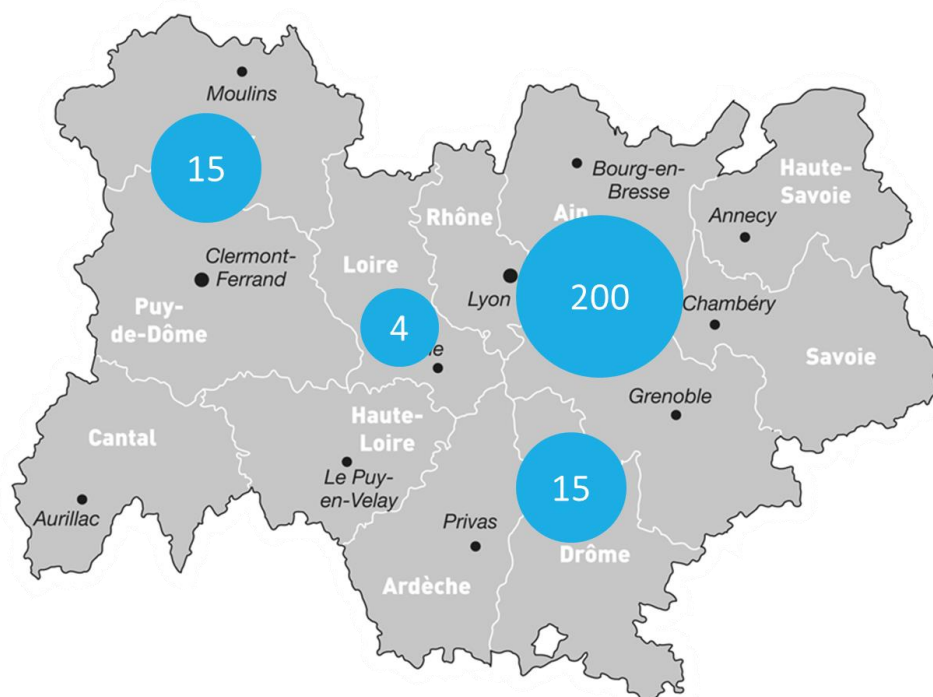 Moulins
15
Haute-
Savoie
Bourg-en-
Bresse
Rhône
Ain
Annecy
Clermont-
Ferrand
Loire
Lyon
200
Chambéry
Puy-
de-Dôme
4
Savoie
Grenoble
Haute-
Loire
Cantal
Le Puy-
en-Velay
15
Aurillac
Privas
Drôme
Ardèche